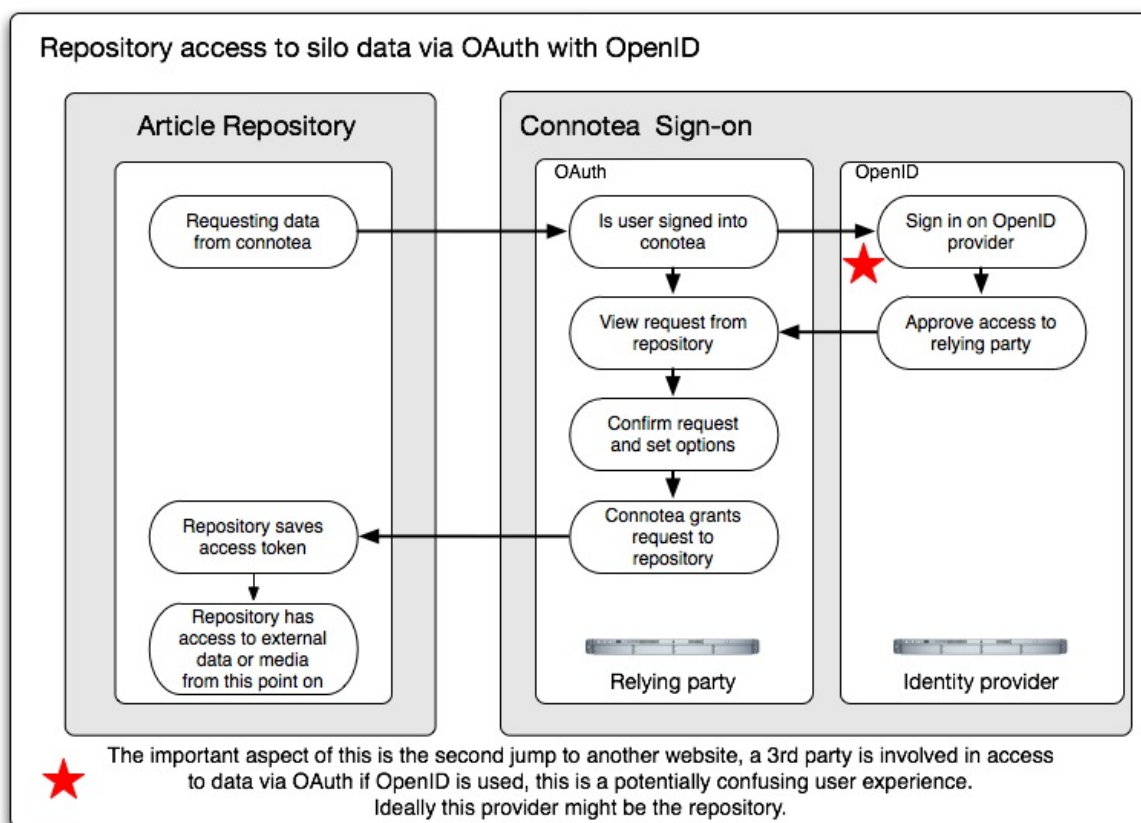 Repository access to silo data via OAuth with OpenID
Article Repository
Requesting data
from connotea
Repository saves
access token
Repository has
access to external
data or media
from this point on
Connotea Sign-on
OAuth
Is user signed into
conotea
View request from
repository
Confirm request
and set options
Connotea grants
request to
repository
Relying party
OpenID
Sign in on OpenID
provider
Approve access to
relying party
Identity provider
The important aspect of this is the second jump to another website, a 3rd party is involved in access
to data via OAuth if OpenID is used, this is a potentially confusing user experience.
Ideally this provider might be the repository.